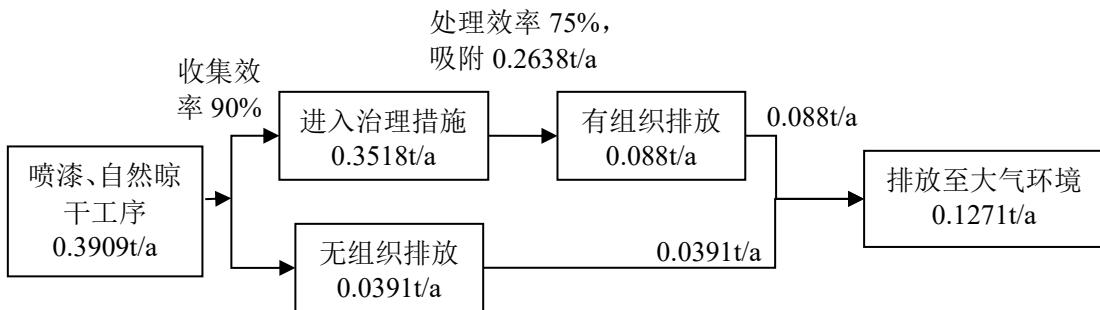 处理效率 75%，
吸附 0.2638t/a
收集效
率 90%
进入治理措施
0.3518t/a
有组织排放
0.088t/a
0.088t/a
喷漆、自然晾
干工序
0.3909t/a
排放至大气环境
0.1271t/a
无组织排放
0.0391t/a
0.0391t/a